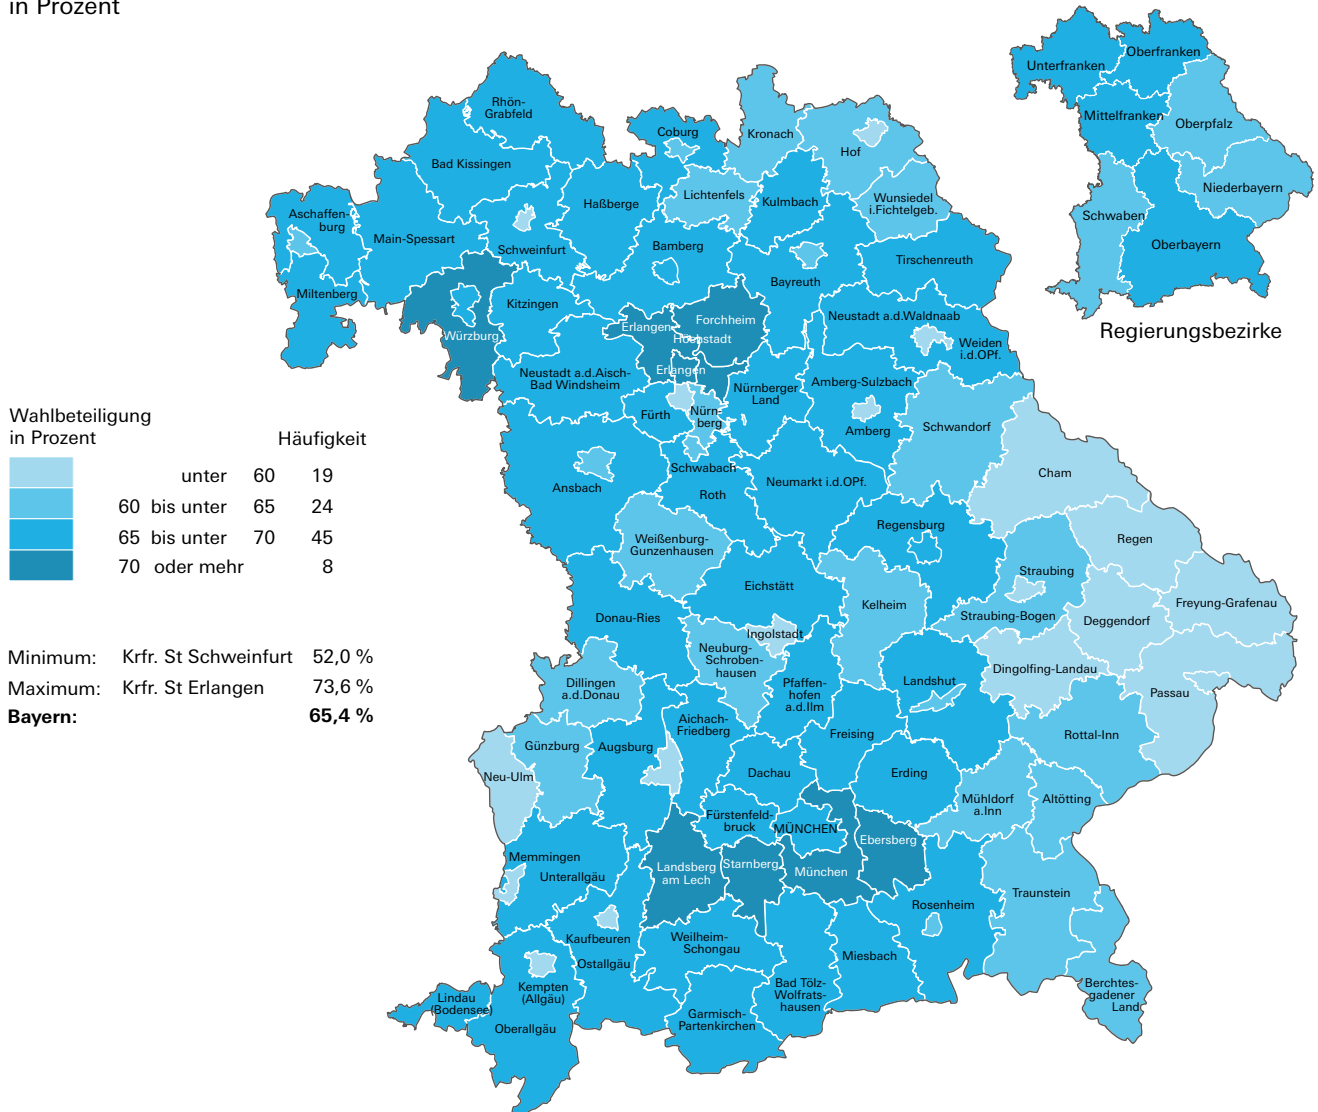 in Prozent
Oberfranken
Unterfranken
Mittelfranken
Oberpfalz
Niederbayern
Schwaben
Oberbayern
Regierungsbezirke
Rhön-
Grabfeld
Coburg
Kronach
Hof
Bad Kissingen
Lichtenfels
Kulmbach
Wunsiedel
i.Fichtelgeb.
Haßberge
Aschaffen-
burg
Main-Spessart
Schweinfurt
Bamberg
Tirschenreuth
Bayreuth
Miltenberg
Kitzingen
Neustadt a.d.Waldnaab
Forchheim
Erlangen-
Höchstadt
Würzburg
Weiden
i.d.OPf.
Erlangen
Neustadt a.d.Aisch-
Bad Windsheim
Nürnberger
Land
Amberg-Sulzbach
Fürth
Nürn-
berg
Amberg
Schwandorf
Schwabach
Cham
Ansbach
Roth
Neumarkt i.d.OPf.
Regensburg
Weißenburg-
Gunzenhausen
Regen
Straubing
Eichstätt
Kelheim
Freyung-Grafenau
Donau-Ries
Straubing-Bogen
Deggendorf
Ingolstadt
Neuburg-
Schroben-
hausen
Dingolfing-Landau
Dillingen
a.d.Donau
Pfaffen-
hofen
a.d.Ilm
Landshut
Passau
Aichach-
Friedberg
Rottal-Inn
Günzburg
Augsburg
Freising
Neu-Ulm
Dachau
Erding
Mühldorf
a.Inn
Altötting
Fürstenfeld-
bruck
MÜNCHEN
Ebersberg
Memmingen
Unterallgäu
Landsberg
am Lech
Starnberg
München
Traunstein
Rosenheim
Kaufbeuren
Weilheim-
Schongau
Miesbach
Ostallgäu
Kempten
(Allgäu)
Bad Tölz-
Wolfrats-
hausen
Berchtes-
gadener
Land
Lindau
(Bodensee)
Oberallgäu
Garmisch-
Partenkirchen
Wahlbeteiligung
in Prozent Häufigkeit
unter 60 19
60 bis unter 65 24
65 bis unter 70 45
70 oder mehr 8
Minimum: Krfr. St Schweinfurt 52,0 %
Maximum: Krfr. St Erlangen 73,6 %
Bayern: 65,4 %